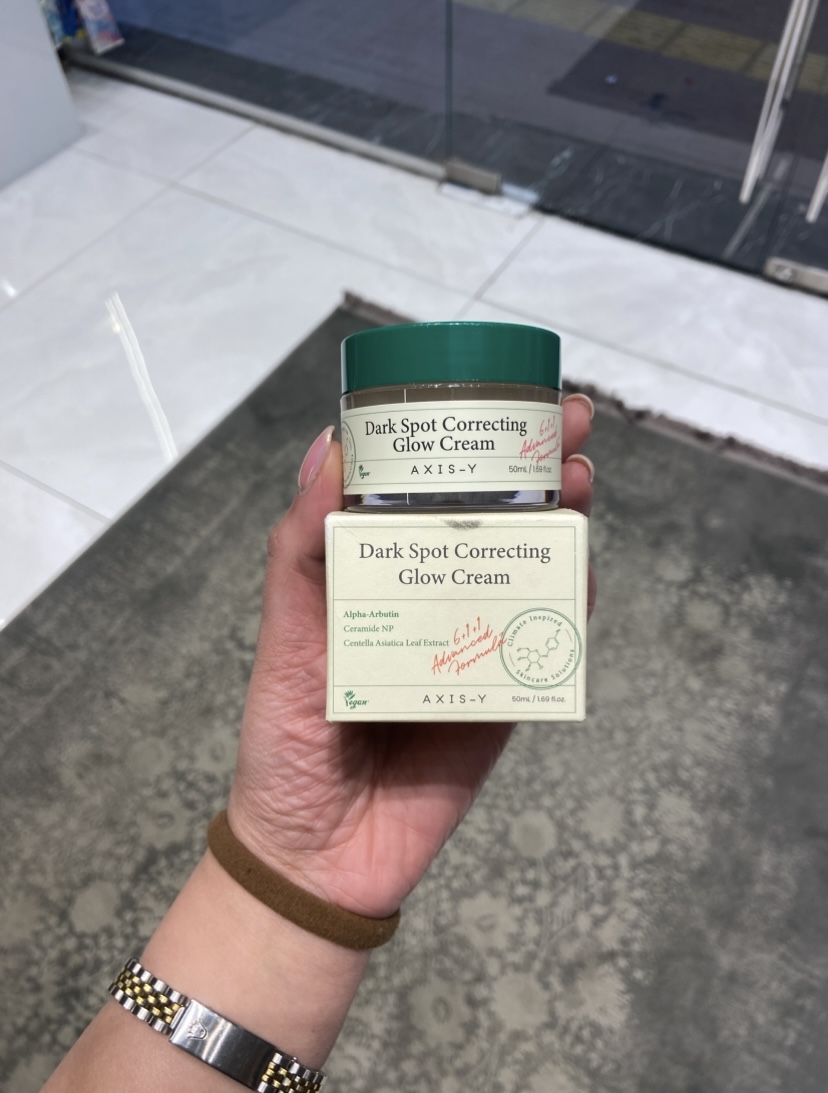 Dark Spot Correcting
Glow Cream
6+1+1
Advanced
Formula
Vegan
AXIS-Y
50mL / 1.69 fl.oz.
Dark Spot Correcting
Glow Cream
Alpha-Arbutin
Ceramide NP
Centella Asiatica Leaf Extract
6+1+1
Advanced
Formula
Climate Inspired
Skincare Solutions
Vegan
AXIS-Y
50mL / 1.69 fl.oz.